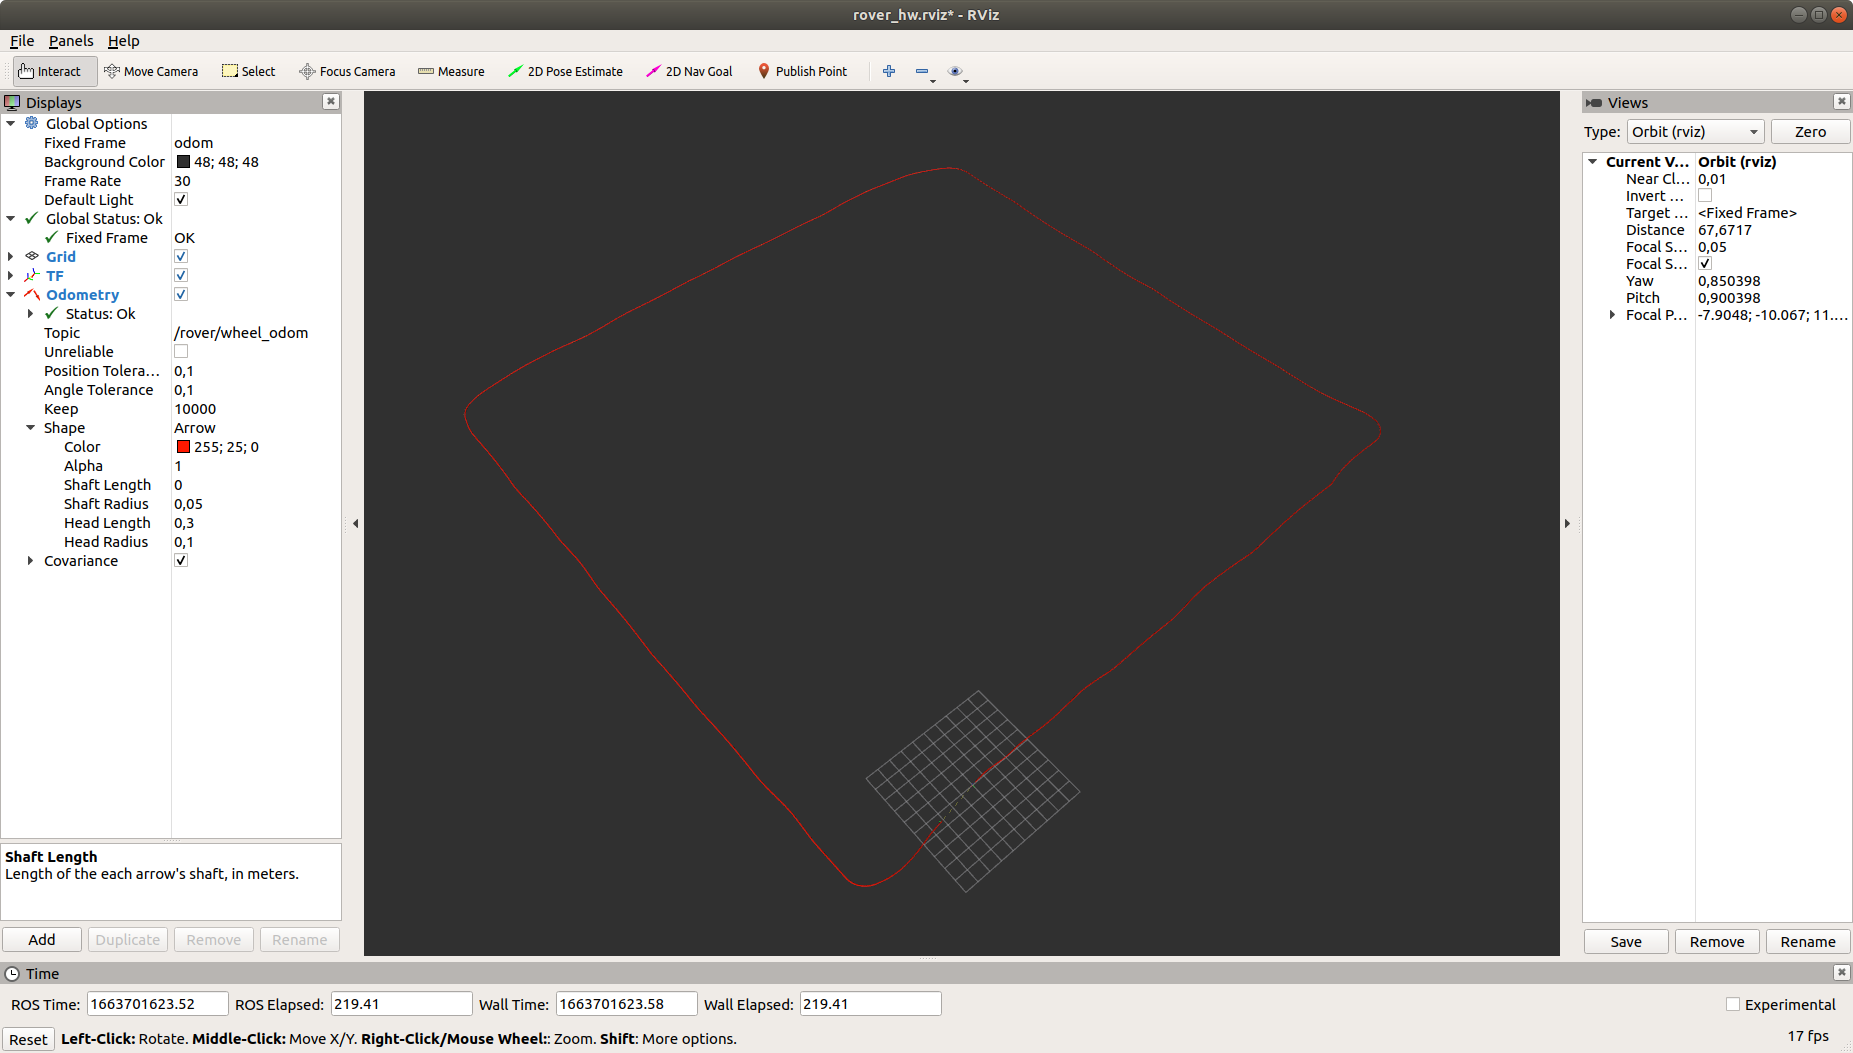 rover_hw.rviz* - RViz
File Panels Help
Interact Move Camera Select Focus Camera Measure 2D Pose Estimate 2D Nav Goal Publish Point
Displays
Global Options
Fixed Frame odom
Background Color 48; 48; 48
Frame Rate 30
Default Light
Global Status: Ok
Fixed Frame OK
Grid
TF
Odometry
Status: Ok
Topic /rover/wheel_odom
Unreliable
Position Tolera... 0,1
Angle Tolerance 0,1
Keep 10000
Shape Arrow
Color 255; 25; 0
Alpha 1
Shaft Length 0
Shaft Radius 0,05
Head Length 0,3
Head Radius 0,1
Covariance
Shaft Length
Length of the each arrow's shaft, in meters.
Add Duplicate Remove Rename
Views
Type: Orbit (rviz) Zero
Current V... Orbit (rviz)
Near Cl... 0,01
Invert ...
Target ... <Fixed Frame>
Distance 67,6717
Focal S... 0,05
Focal S...
Yaw 0,850398
Pitch 0,900398
Focal P... -7.9048; -10.067; 11....
Save Remove Rename
Time
ROS Time: 1663701623.52 ROS Elapsed: 219.41 Wall Time: 1663701623.58 Wall Elapsed: 219.41 Experimental
Reset Left-Click: Rotate. Middle-Click: Move X/Y. Right-Click/Mouse Wheel:: Zoom. Shift: More options. 17 fps